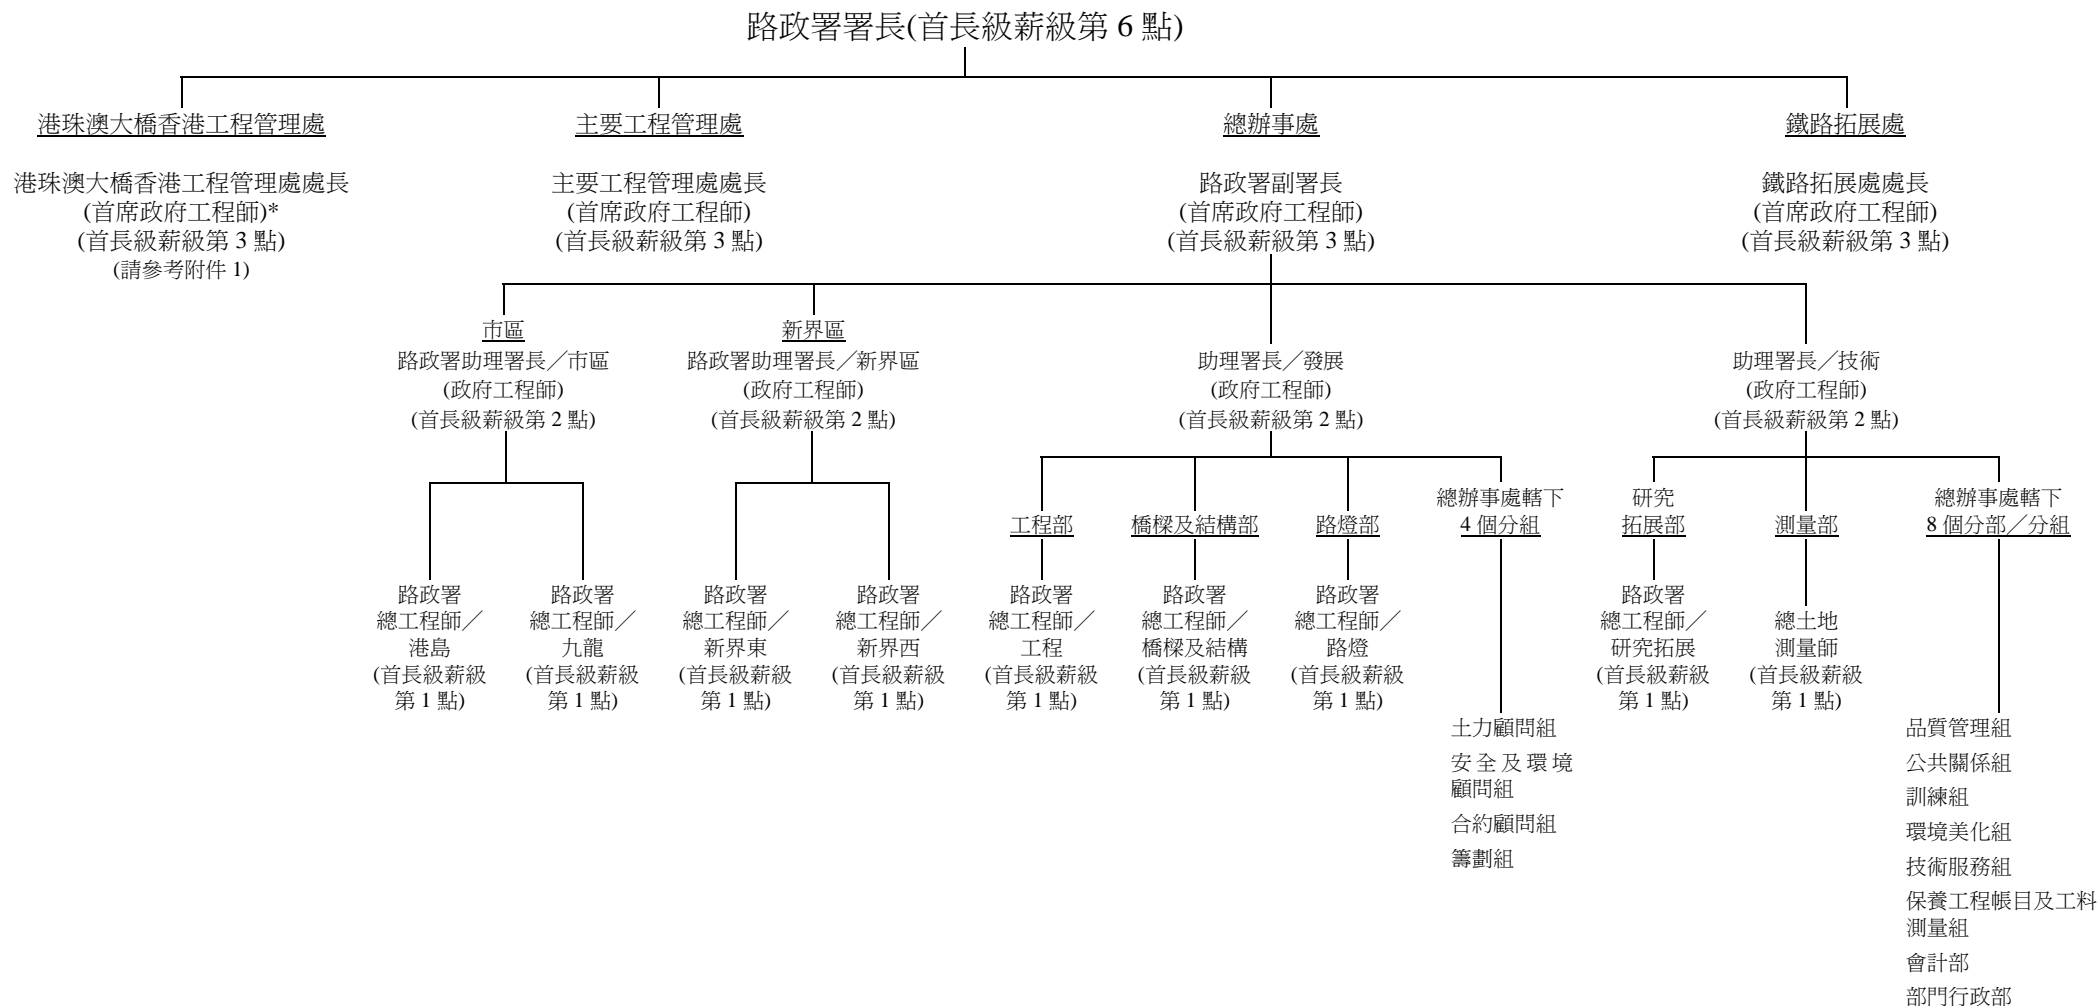 路政署署長(首長級薪級第 6 點)
港珠澳大橋香港工程管理處
港珠澳大橋香港工程管理處處長
(首席政府工程師)*
(首長級薪級第 3 點)
(請參考附件 1)
主要工程管理處
主要工程管理處處長
(首席政府工程師)
(首長級薪級第 3 點)
總辦事處
路政署副署長
(首席政府工程師)
(首長級薪級第 3 點)
鐵路拓展處
鐵路拓展處處長
(首席政府工程師)
(首長級薪級第 3 點)
市區
路政署助理署長／市區
(政府工程師)
(首長級薪級第 2 點)
新界區
路政署助理署長／新界區
(政府工程師)
(首長級薪級第 2 點)
助理署長／發展
(政府工程師)
(首長級薪級第 2 點)
助理署長／技術
(政府工程師)
(首長級薪級第 2 點)
路政署
總工程師／
港島
(首長級薪級
第 1 點)
路政署
總工程師／
九龍
(首長級薪級
第 1 點)
路政署
總工程師／
新界東
(首長級薪級
第 1 點)
路政署
總工程師／
新界西
(首長級薪級
第 1 點)
工程部
路政署
總工程師／
工程
(首長級薪級
第 1 點)
橋樑及結構部
路政署
總工程師／
橋樑及結構
(首長級薪級
第 1 點)
路燈部
路政署
總工程師／
路燈
(首長級薪級
第 1 點)
總辦事處轄下
4 個分組
土力顧問組
安全及環境
顧問組
合約顧問組
籌劃組
研究
拓展部
路政署
總工程師／
研究拓展
(首長級薪級
第 1 點)
測量部
總土地
測量師
(首長級薪級
第 1 點)
總辦事處轄下
8 個分部／分組
品質管理組
公共關係組
訓練組
環境美化組
技術服務組
保養工程帳目及工料
測量組
會計部
部門行政部